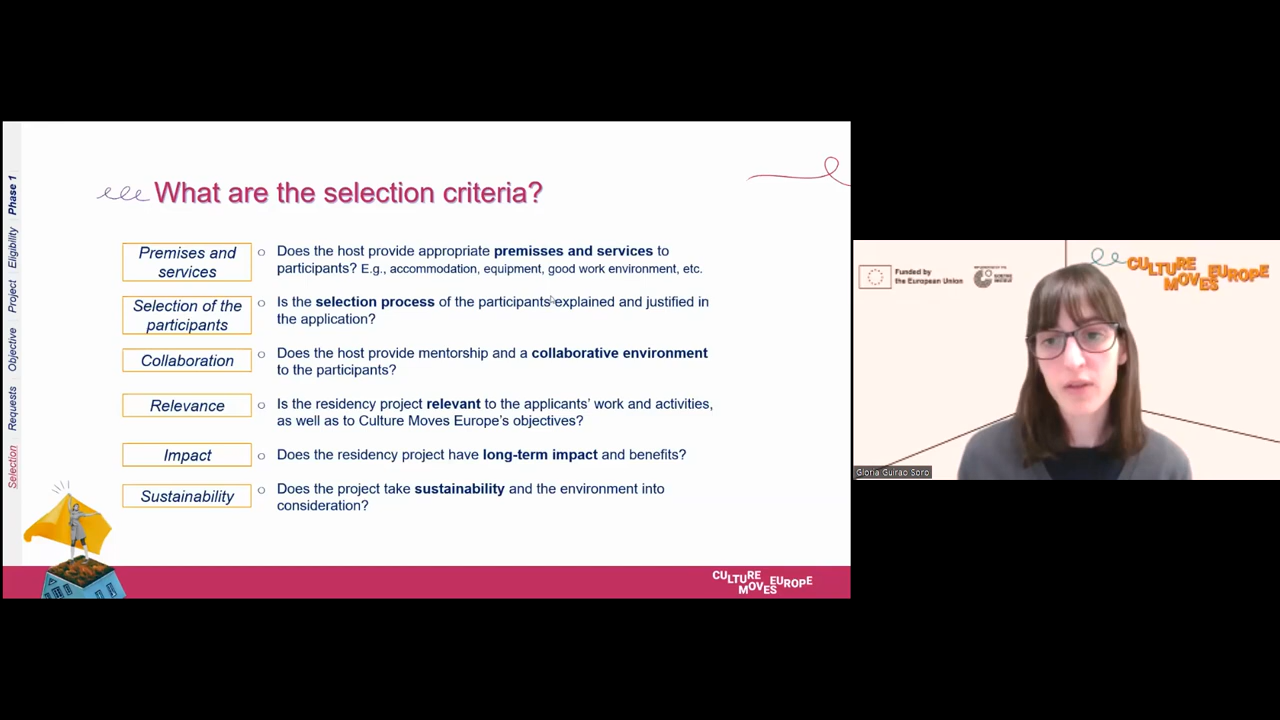 What are the selection criteria?
Premises and
services
Does the host provide appropriate premisses and services to
participants? E.g., accommodation, equipment, good work environment, etc.
Selection of the
participants
Is the selection process of the participants explained and justified in
the application?
Collaboration
Does the host provide mentorship and a collaborative environment
to the participants?
Relevance
Is the residency project relevant to the applicants’ work and activities,
as well as to Culture Moves Europe’s objectives?
Impact
Does the residency project have long-term impact and benefits?
Sustainability
Does the project take sustainability and the environment into
consideration?
Phase 1
Eligibility
Project
Objective
Requests
Selection
CULTURE
MOVES EUROPE
Funded by
the European Union
GOETHE
INSTITUT
CULTURE
MOVES EUROPE
Gloria Guirao Soro